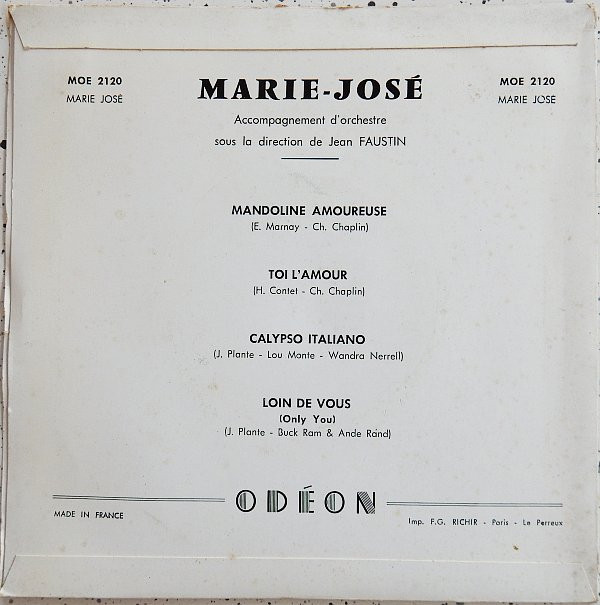 MOE 2120
MARIE JOSÉ
MARIE-JOSÉ
MOE 2120
MARIE JOSÉ
Accompagnement d'orchestre
sous la direction de Jean FAUSTIN
MANDOLINE AMOUREUSE
(E. Marnay - Ch. Chaplin)
TOI L'AMOUR
(H. Contet - Ch. Chaplin)
CALYPSO ITALIANO
(J. Plante - Lou Monte - Wandra Nerrell)
LOIN DE VOUS
(Only You)
(J. Plante - Buck Ram & Ande Rand)
ODÉON
MADE IN FRANCE
Imp. F.G. RICHIR - Paris - Le Perreux